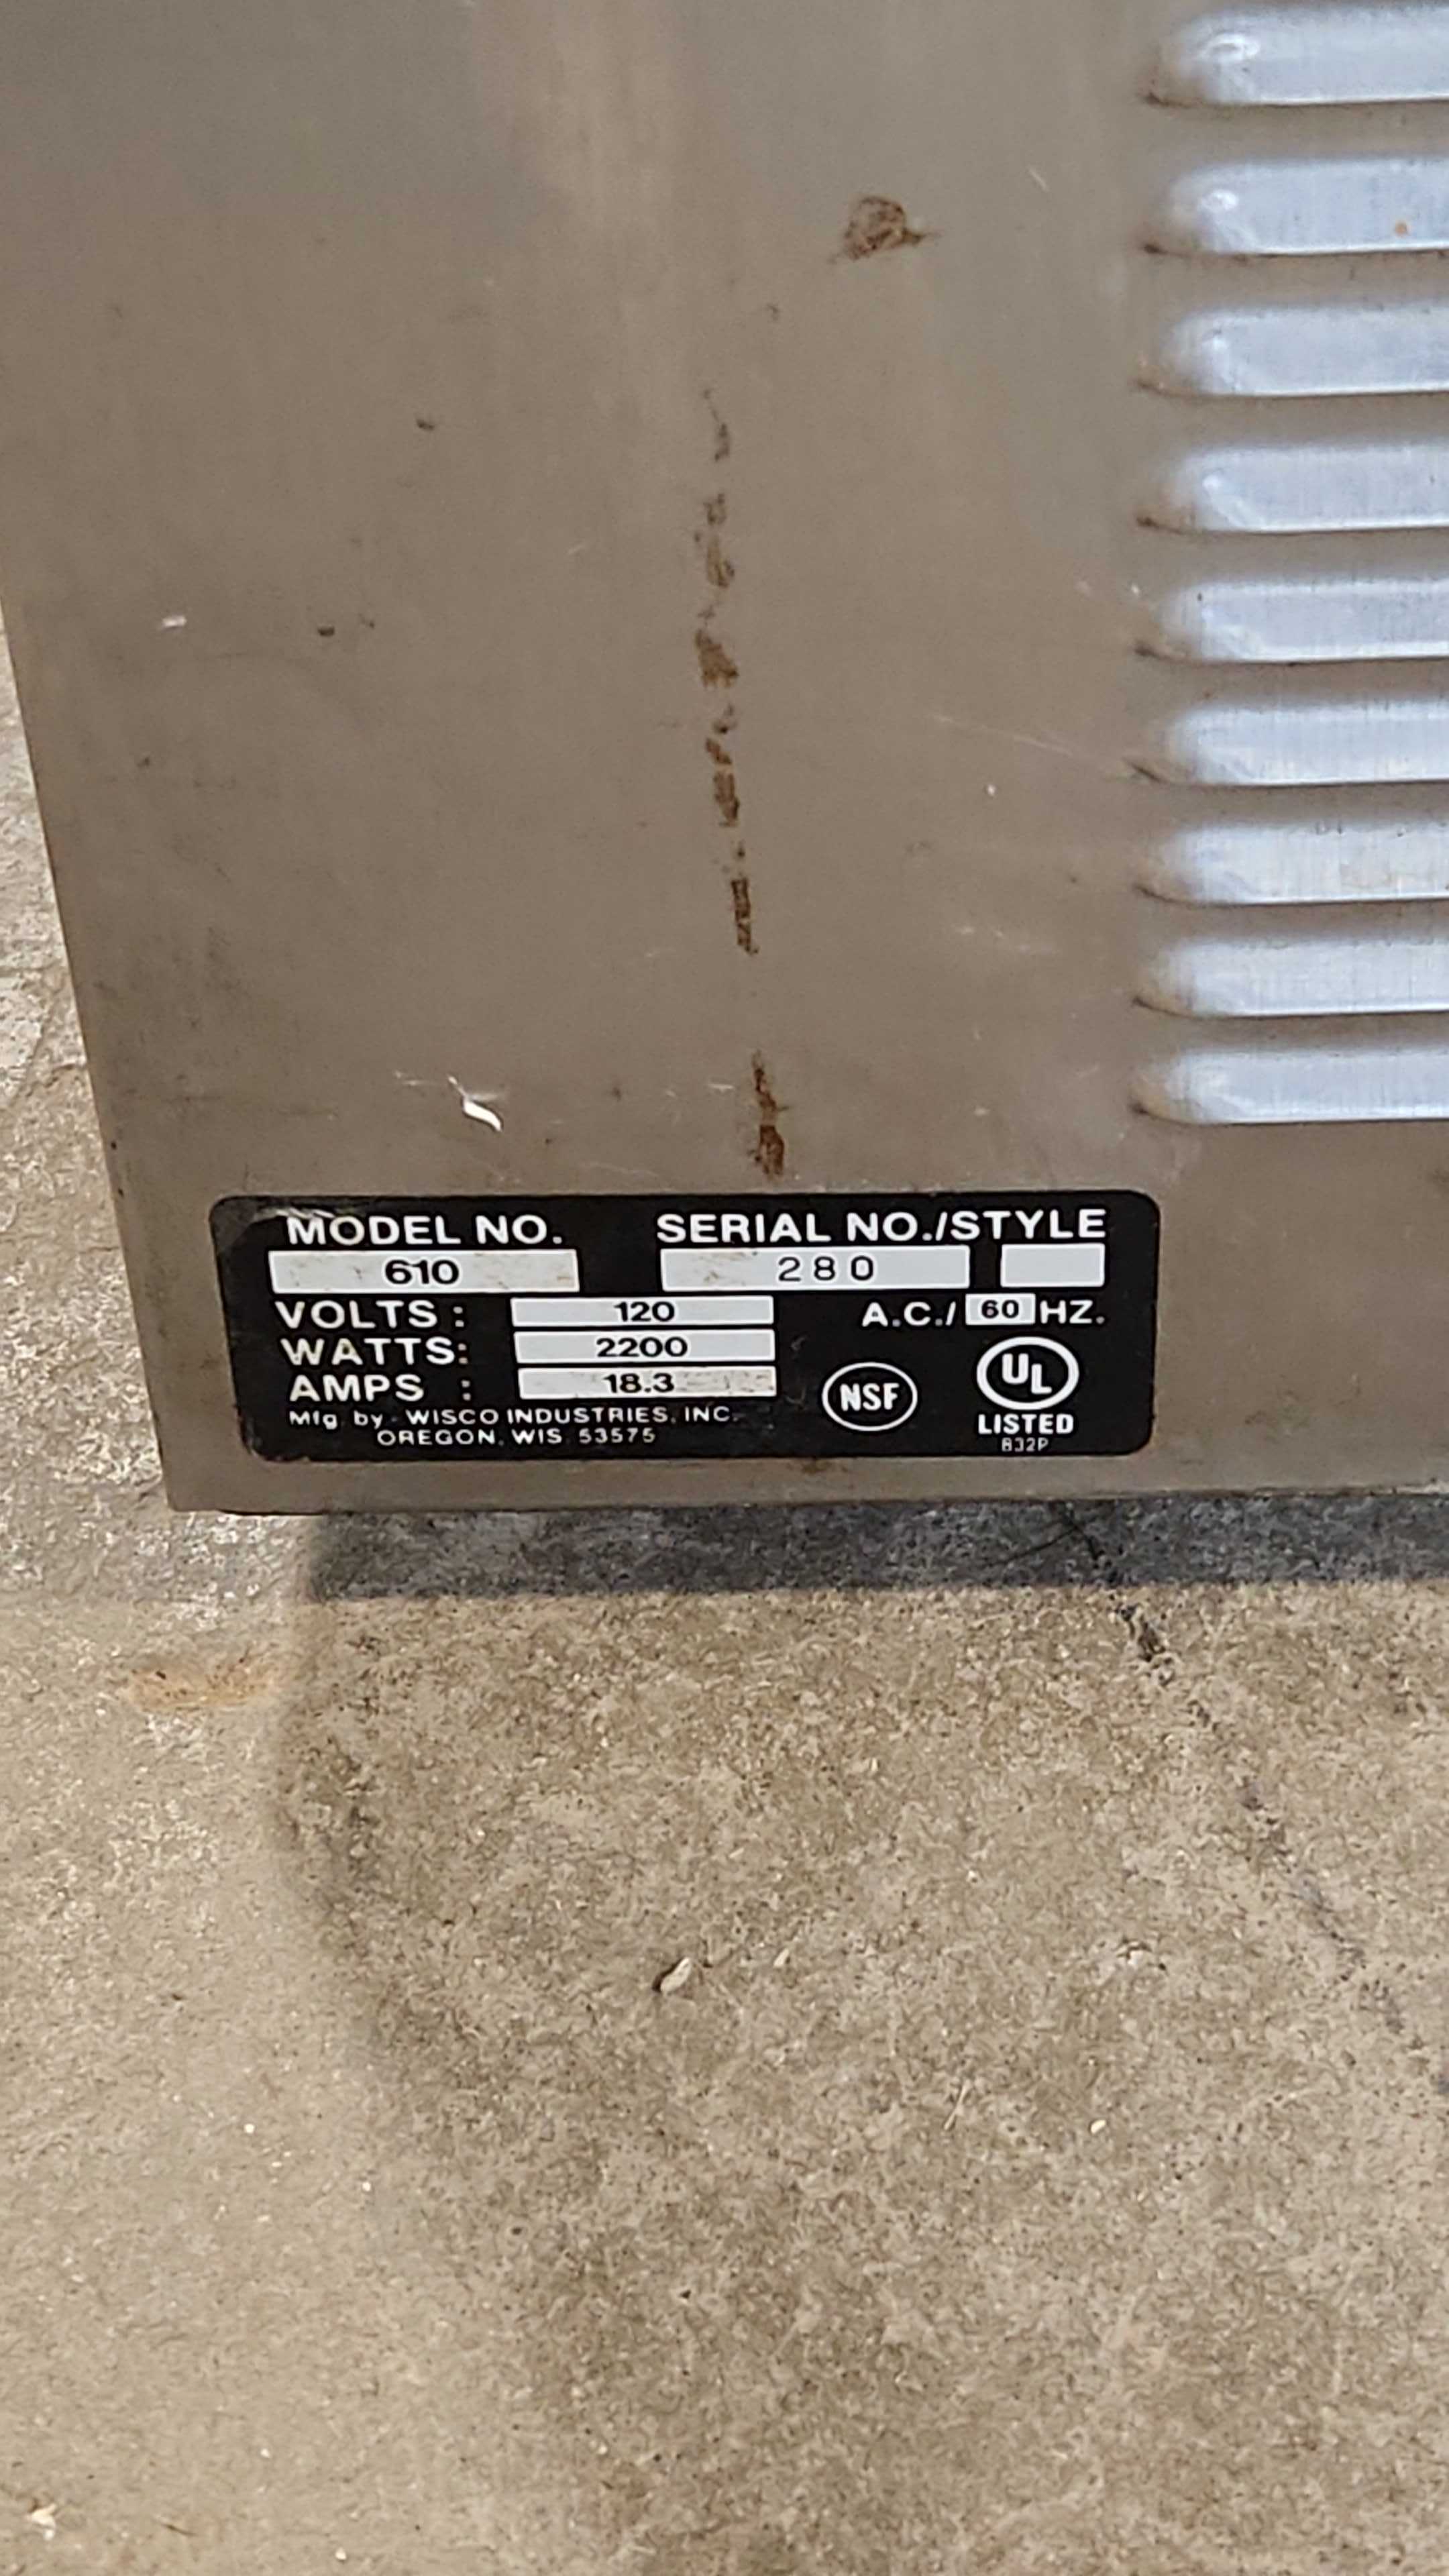 MODEL NO. SERIAL NO./STYLE
610 280
VOLTS : 120 A.C./ 60 HZ.
WATTS: 2200
AMPS : 18.3
NSF
UL
LISTED
832P
Mfg by - WISCO INDUSTRIES, INC.
OREGON, WIS 53575